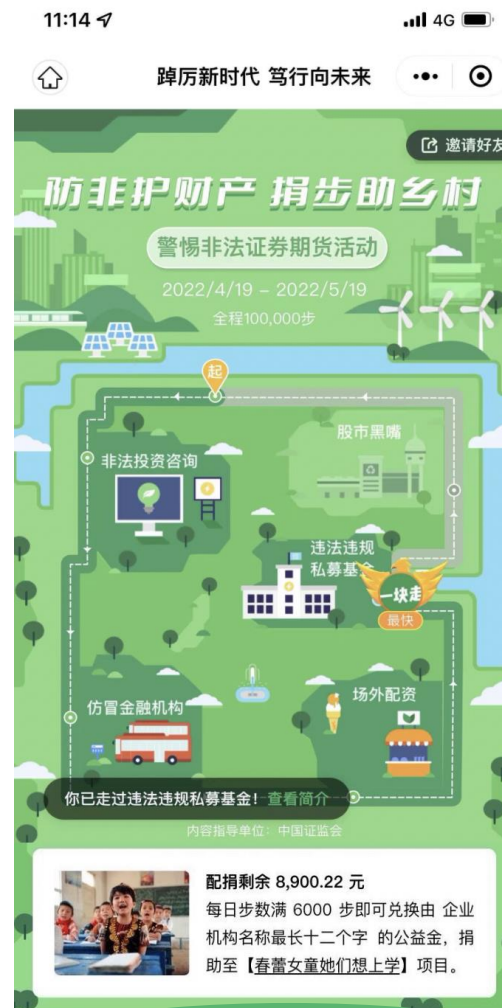 11:14
4G
踔厉新时代 笃行向未来
邀请好友
防非护财产 捐步助乡村
警惕非法证券期货活动
2022/4/19 - 2022/5/19
全程100,000步
起
股市黑嘴
非法投资咨询
违法违规
私募基金
一块走
最快
场外配资
仿冒金融机构
你已走过违法违规私募基金！查看简介
内容指导单位：中国证监会
配捐剩余 8,900.22 元
每日步数满 6000 步即可兑换由 企业
机构名称最长十二个字 的公益金，捐
助至【春蕾女童她们想上学】项目。